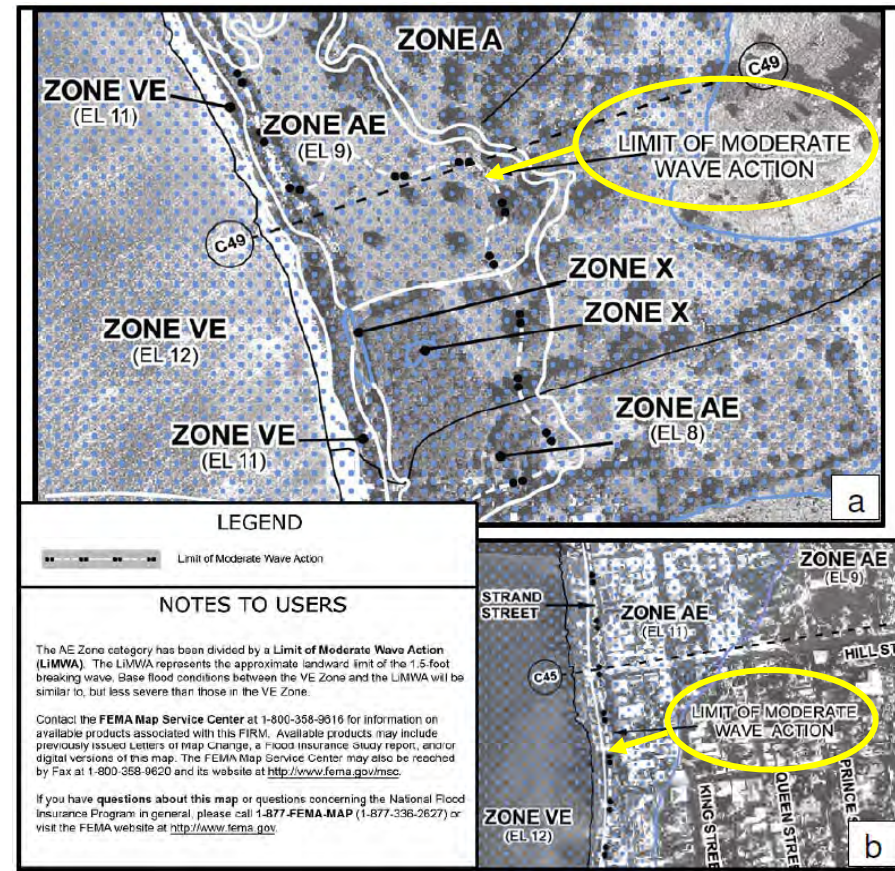 ZONE A
C49
ZONE VE
(EL 11)
ZONE AE
(EL 9)
LIMIT OF MODERATE
WAVE ACTION
C49
ZONE X
ZONE X
ZONE VE
(EL 12)
ZONE AE
(EL 8)
ZONE VE
(EL 11)
a
LEGEND
Limit of Moderate Wave Action
NOTES TO USERS
The AE Zone category has been divided by a Limit of Moderate Wave Action
(LiMWA). The LiMWA represents the approximate landward limit of the 1.5-foot
breaking wave. Base flood conditions between the VE Zone and the LiMWA will be
similar to, but less severe than those in the VE Zone.
Contact the FEMA Map Service Center at 1-800-358-9616 for information on
available products associated with this FIRM. Available products may include
previously issued Letters of Map Change, a Flood Insurance Study report, and/or
digital versions of this map. The FEMA Map Service Center may also be reached
by Fax at 1-800-358-9620 and its website at http://www.fema.gov/msc.
If you have questions about this map or questions concerning the National Flood
Insurance Program in general, please call 1-877-FEMA-MAP (1-877-336-2627) or
visit the FEMA website at http://www.fema.gov.
ZONE AE
(EL 9)
STRAND
STREET
ZONE AE
(EL 11)
HILL ST
C45
LIMIT OF MODERATE
WAVE ACTION
KING STREE
QUEEN STREE
PRINCE S
ZONE VE
(EL 12)
b